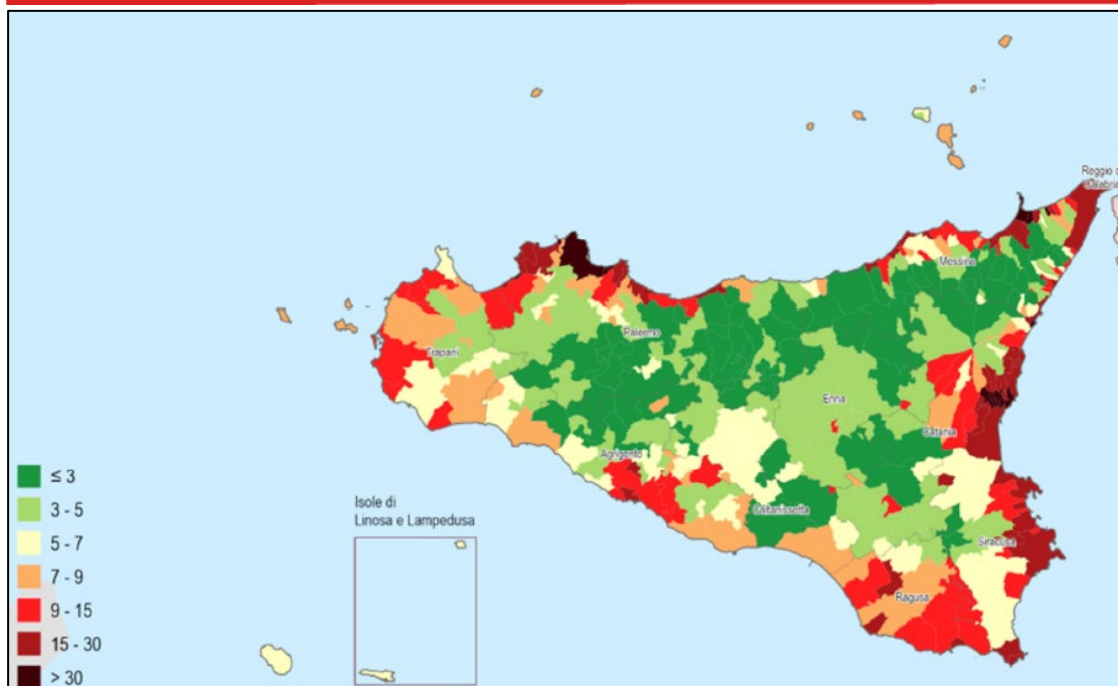 Reggio d
Calabria
Messina
Palermo
Trapani
Enna
Catania
Agrigento
Caltanissetta
Siracusa
Ragusa
Isole di
Linosa e Lampedusa
≤ 3
3 - 5
5 - 7
7 - 9
9 - 15
15 - 30
> 30